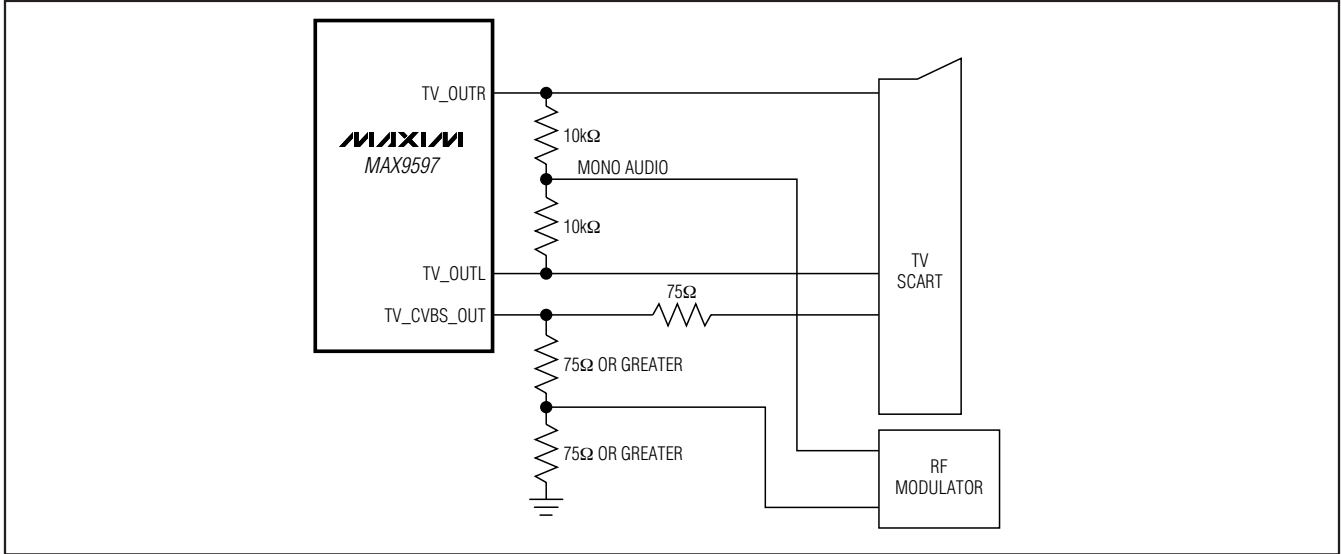 TV_OUTR
10kΩ
MAXIM
MAX9597
MONO AUDIO
10kΩ
TV_OUTL
TV
SCART
75Ω
TV_CVBS_OUT
75Ω OR GREATER
75Ω OR GREATER
RF
MODULATOR